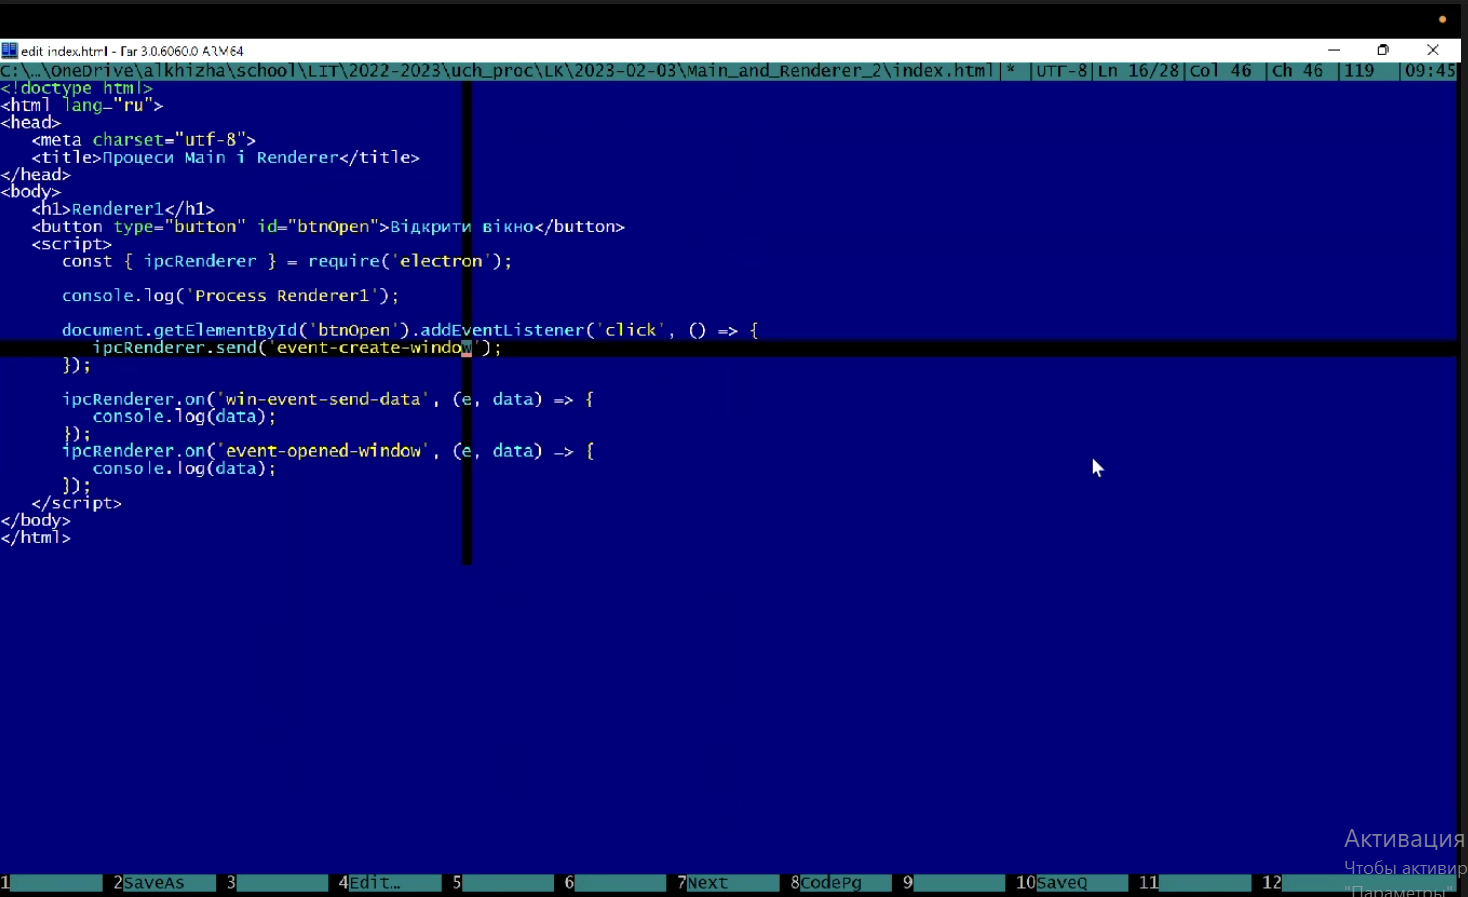 edit index.html - Far 3.0.6060.0 ARM64
C:\…\OneDrive\alkhizha\school\LIT\2022-2023\uch_proc\LK\2023-02-03\Main_and_Renderer_2\index.html|* |UTF-8|Ln 16/28|Col 46 |Ch 46 |119 |09:45
<!doctype html>
<html lang="ru">
<head>
<meta charset="utf-8">
<title>Процеси Main і Renderer</title>
</head>
<body>
<h1>Renderer1</h1>
<button type="button" id="btnOpen">Відкрити вікно</button>
<script>
const { ipcRenderer } = require('electron');
console.log('Process Renderer1');
document.getElementById('btnOpen').addEventListener('click', () => {
ipcRenderer.send('event-create-window');
});
ipcRenderer.on('win-event-send-data', (e, data) => {
console.log(data);
});
ipcRenderer.on('event-opened-window', (e, data) => {
console.log(data);
});
</script>
</body>
</html>
Активация
Чтобы активир
"Параметры"
1 2SaveAs 3 4Edit… 5 6 7Next 8CodePg 9 10SaveQ 11 12